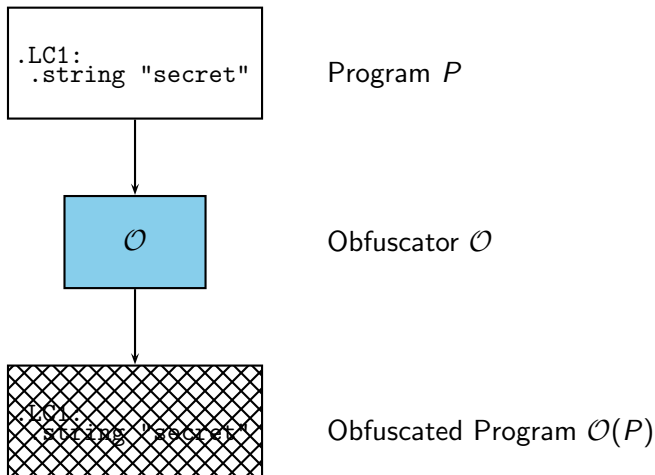 .LC1:
.string "secret"
Program P
𝒪
Obfuscator 𝒪
.LC1:
.string "secret"
Obfuscated Program 𝒪(P)